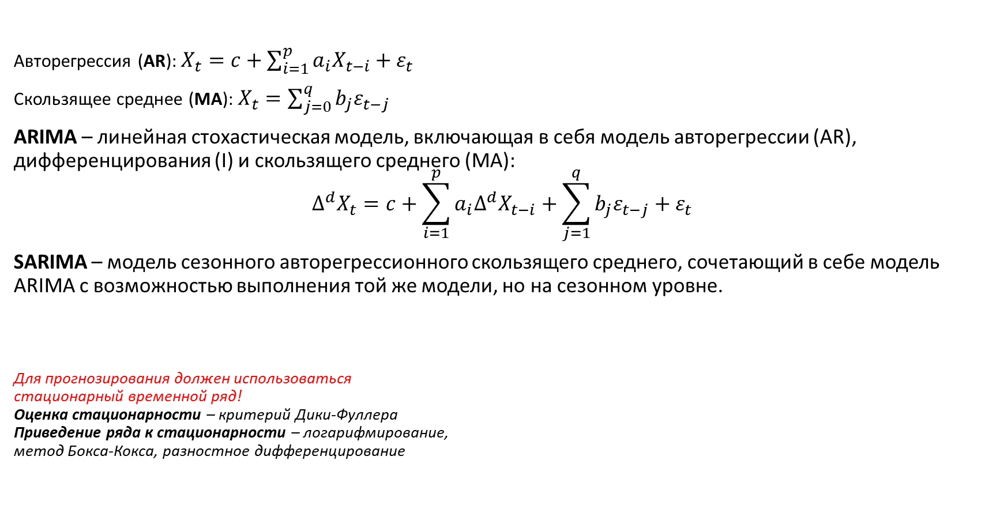 Авторегрессия (AR): $X_t = c + \sum_{i=1}^{p} a_i X_{t-i} + \varepsilon_t$
Скользящее среднее (MA): $X_t = \sum_{j=0}^{q} b_j \varepsilon_{t-j}$
ARIMA – линейная стохастическая модель, включающая в себя модель авторегрессии (AR),
дифференцирования (I) и скользящего среднего (MA):
$\Delta^d X_t = c + \sum_{i=1}^{p} a_i \Delta^d X_{t-i} + \sum_{j=1}^{q} b_j \varepsilon_{t-j} + \varepsilon_t$
SARIMA – модель сезонного авторегрессионного скользящего среднего, сочетающий в себе модель
ARIMA с возможностью выполнения той же модели, но на сезонном уровне.
Для прогнозирования должен использоваться
стационарный временной ряд!
Оценка стационарности – критерий Дики-Фуллера
Приведение ряда к стационарности – логарифмирование,
метод Бокса-Кокса, разностное дифференцирование